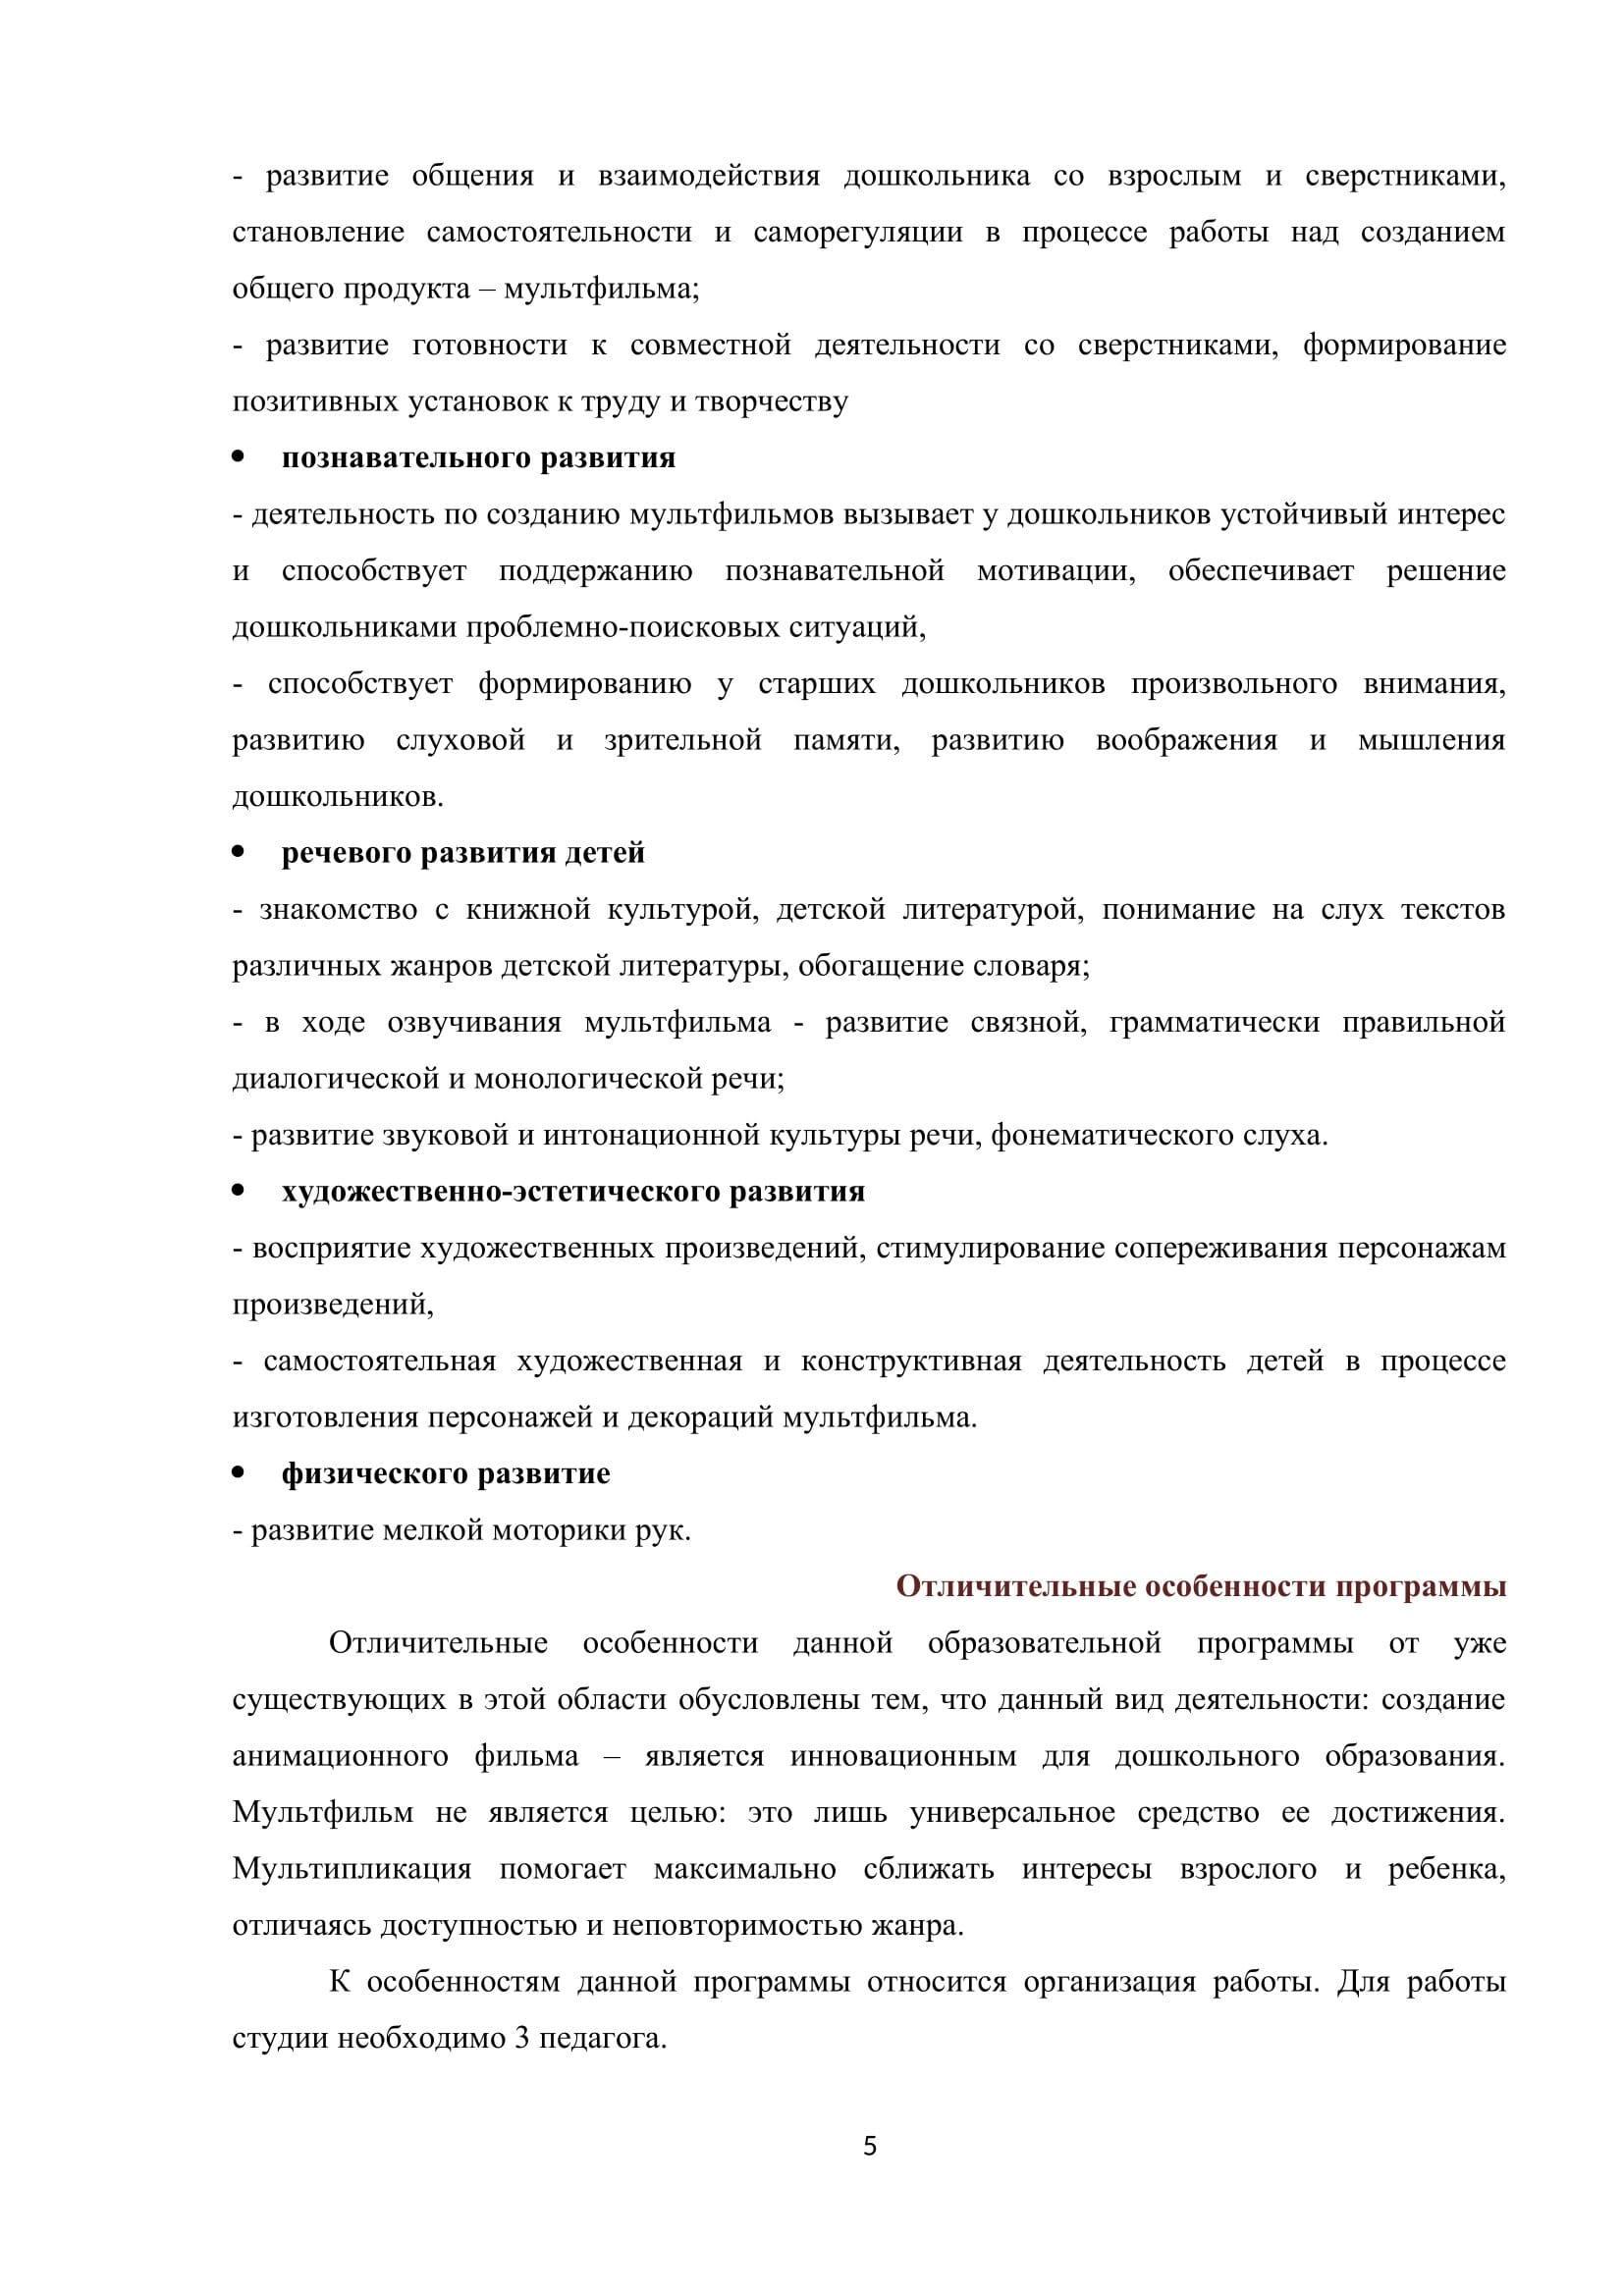 - развитие общения и взаимодействия дошкольника со взрослым и сверстниками,
становление самостоятельности и саморегуляции в процессе работы над созданием
общего продукта – мультфильма;
- развитие готовности к совместной деятельности со сверстниками, формирование
позитивных установок к труду и творчеству
• познавательного развития
- деятельность по созданию мультфильмов вызывает у дошкольников устойчивый интерес
и способствует поддержанию познавательной мотивации, обеспечивает решение
дошкольниками проблемно-поисковых ситуаций,
- способствует формированию у старших дошкольников произвольного внимания,
развитию слуховой и зрительной памяти, развитию воображения и мышления
дошкольников.
• речевого развития детей
- знакомство с книжной культурой, детской литературой, понимание на слух текстов
различных жанров детской литературы, обогащение словаря;
- в ходе озвучивания мультфильма - развитие связной, грамматически правильной
диалогической и монологической речи;
- развитие звуковой и интонационной культуры речи, фонематического слуха.
• художественно-эстетического развития
- восприятие художественных произведений, стимулирование сопереживания персонажам
произведений,
- самостоятельная художественная и конструктивная деятельность детей в процессе
изготовления персонажей и декораций мультфильма.
• физического развитие
- развитие мелкой моторики рук.
Отличительные особенности программы
Отличительные особенности данной образовательной программы от уже
существующих в этой области обусловлены тем, что данный вид деятельности: создание
анимационного фильма – является инновационным для дошкольного образования.
Мультфильм не является целью: это лишь универсальное средство ее достижения.
Мультипликация помогает максимально сближать интересы взрослого и ребенка,
отличаясь доступностью и неповторимостью жанра.
К особенностям данной программы относится организация работы. Для работы
студии необходимо 3 педагога.
5